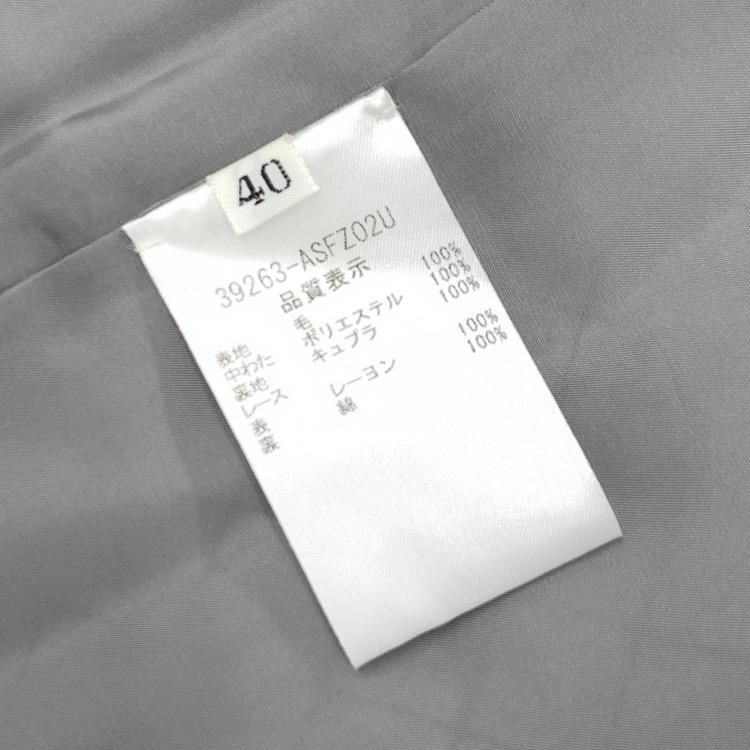 40
39263-ASFZ02U
品質表示
表地 毛 100%
中わた ポリエステル 100%
裏地 キュプラ 100%
レース
表 レーヨン 100%
裏 綿 100%